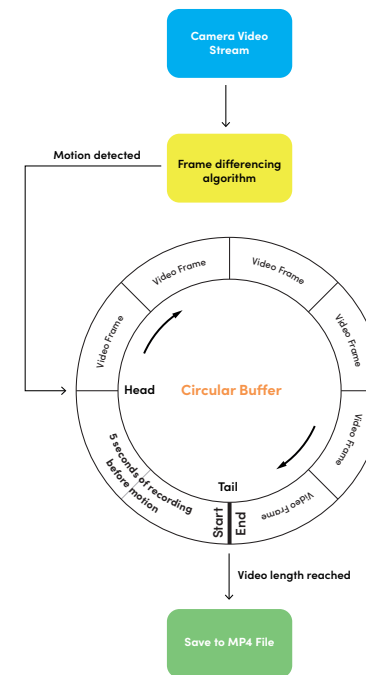 Camera Video
Stream
Motion detected
Frame differencing
algorithm
Video Frame
Video Frame
Video Frame
Video Frame
Head
Circular Buffer
Video Frame
5 seconds of recording
before motion
Tail
Video Frame
Start
End
Video length reached
Save to MP4 File